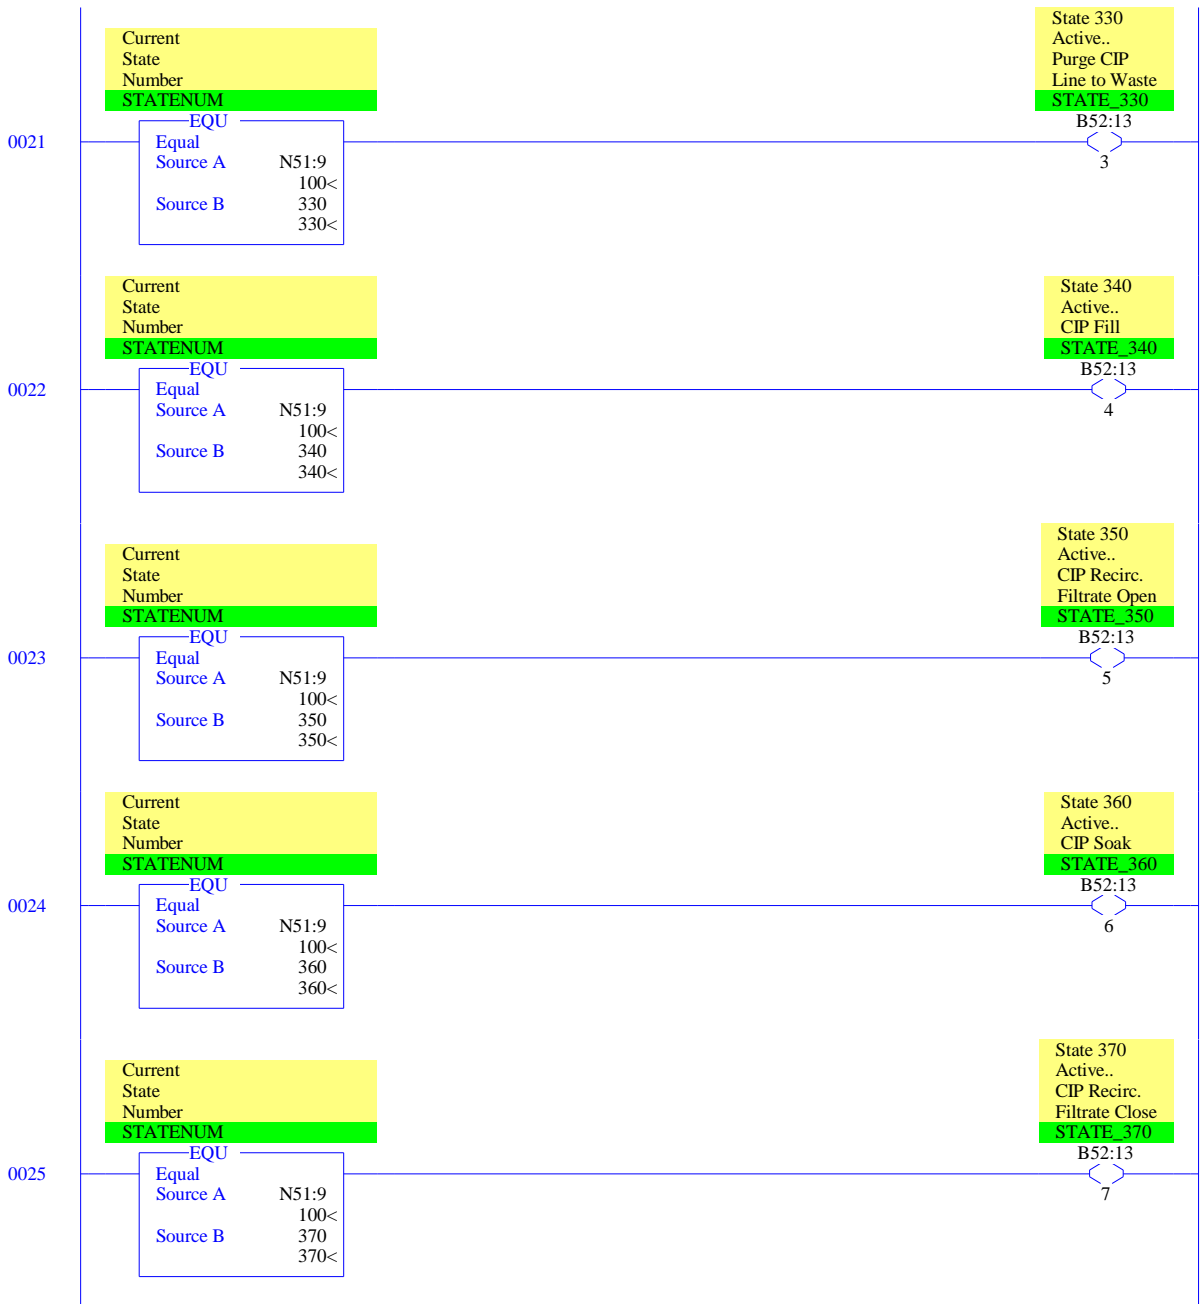 State 330
Active..
Purge CIP
Line to Waste
STATE_330
B52:13
3
Current
State
Number
STATENUM
EQU
0021
Equal
Source A N51:9
100<
Source B 330
330<
State 340
Active..
CIP Fill
STATE_340
B52:13
4
Current
State
Number
STATENUM
EQU
0022
Equal
Source A N51:9
100<
Source B 340
340<
State 350
Active..
CIP Recirc.
Filtrate Open
STATE_350
B52:13
5
Current
State
Number
STATENUM
EQU
0023
Equal
Source A N51:9
100<
Source B 350
350<
State 360
Active..
CIP Soak
STATE_360
B52:13
6
Current
State
Number
STATENUM
EQU
0024
Equal
Source A N51:9
100<
Source B 360
360<
State 370
Active..
CIP Recirc.
Filtrate Close
STATE_370
B52:13
7
Current
State
Number
STATENUM
EQU
0025
Equal
Source A N51:9
100<
Source B 370
370<